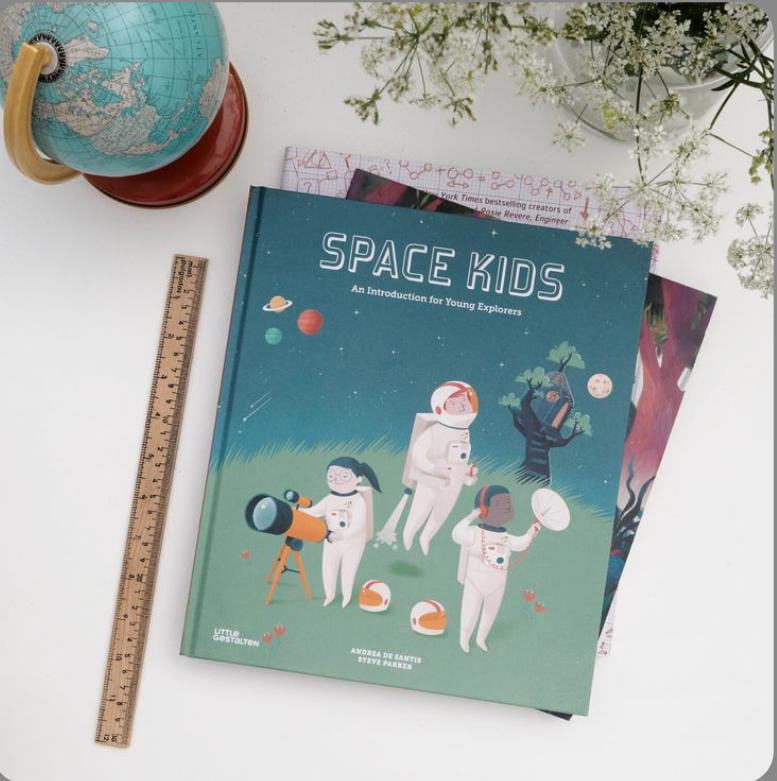 York Times bestselling creators of
Rosie Revere, Engineer
SPACE KIDS
An Introduction for Young Explorers
LITTLE
GESTALTEN
ANDREA DE SANTIS
STEVE PARKER